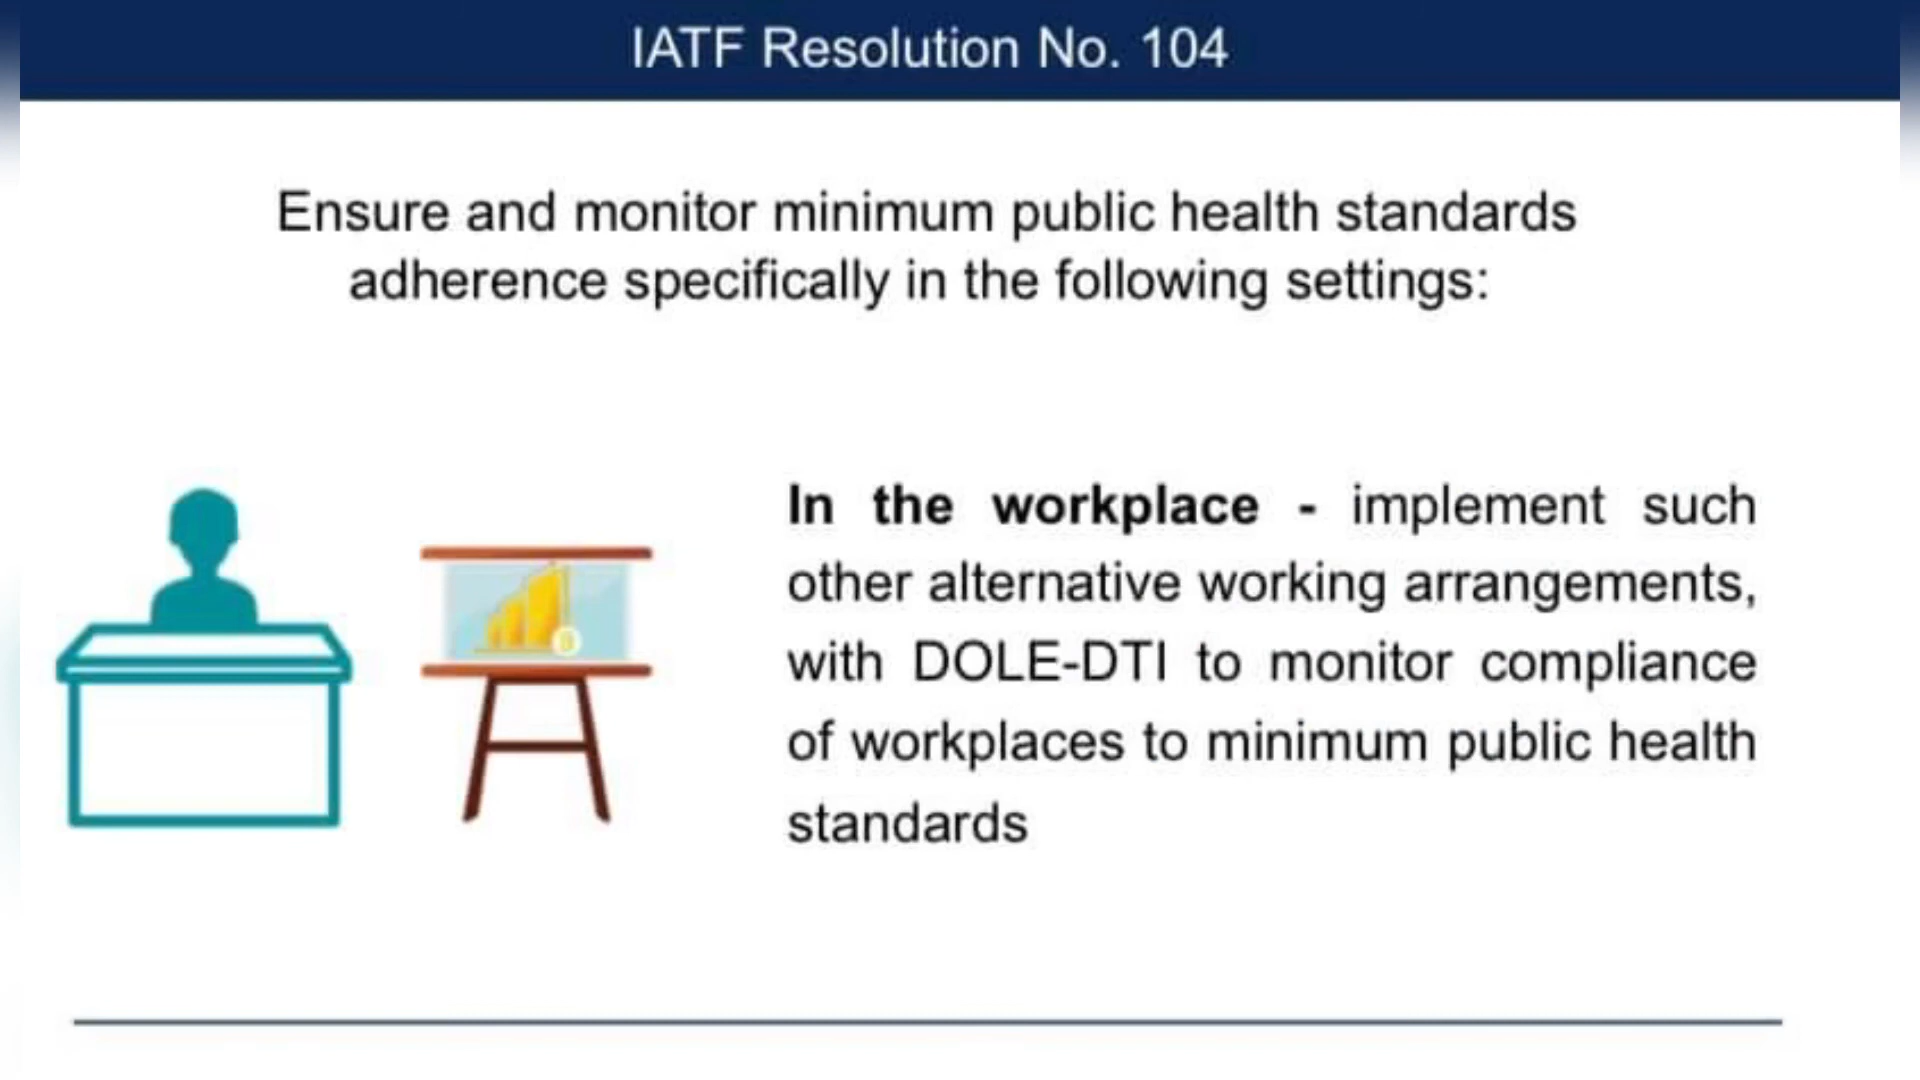 IATF Resolution No. 104
Ensure and monitor minimum public health standards
adherence specifically in the following settings:
In the workplace - implement such
other alternative working arrangements,
with DOLE-DTI to monitor compliance
of workplaces to minimum public health
standards